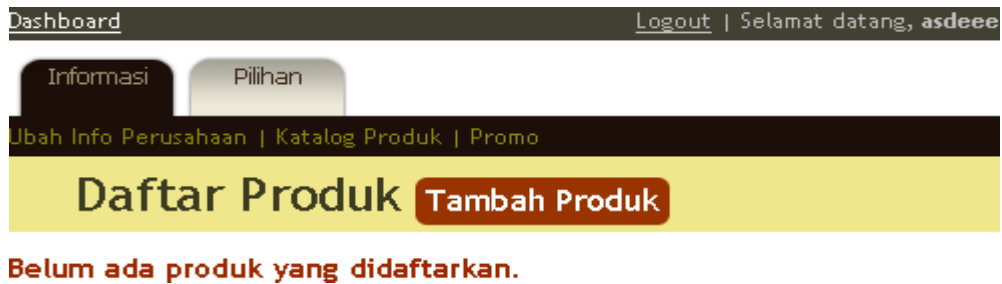 Dashboard Logout | Selamat datang, asdeee
Informasi Pilihan
Ubah Info Perusahaan | Katalog Produk | Promo
Daftar Produk Tambah Produk
Belum ada produk yang didaftarkan.